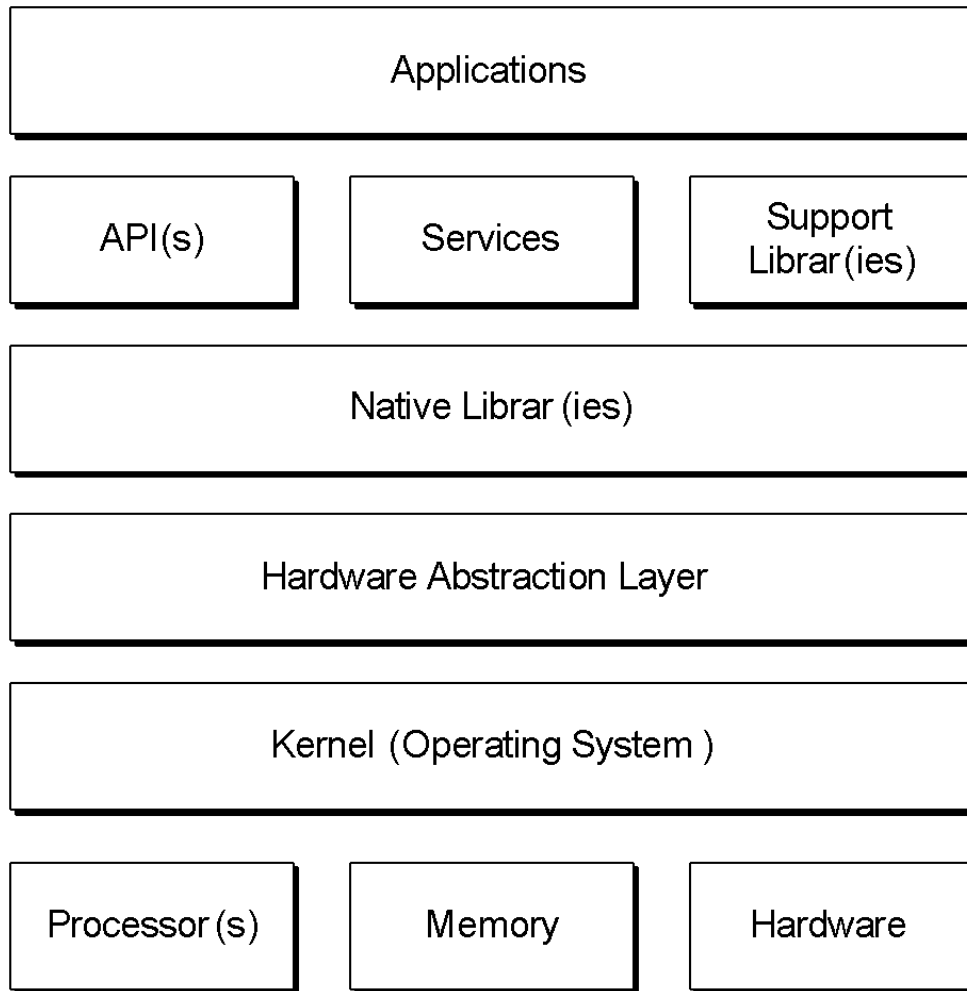 Applications
API(s)
Services
Support
Librar(ies)
Native Librar (ies)
Hardware Abstraction Layer
Kernel (Operating System )
Processor(s)
Memory
Hardware